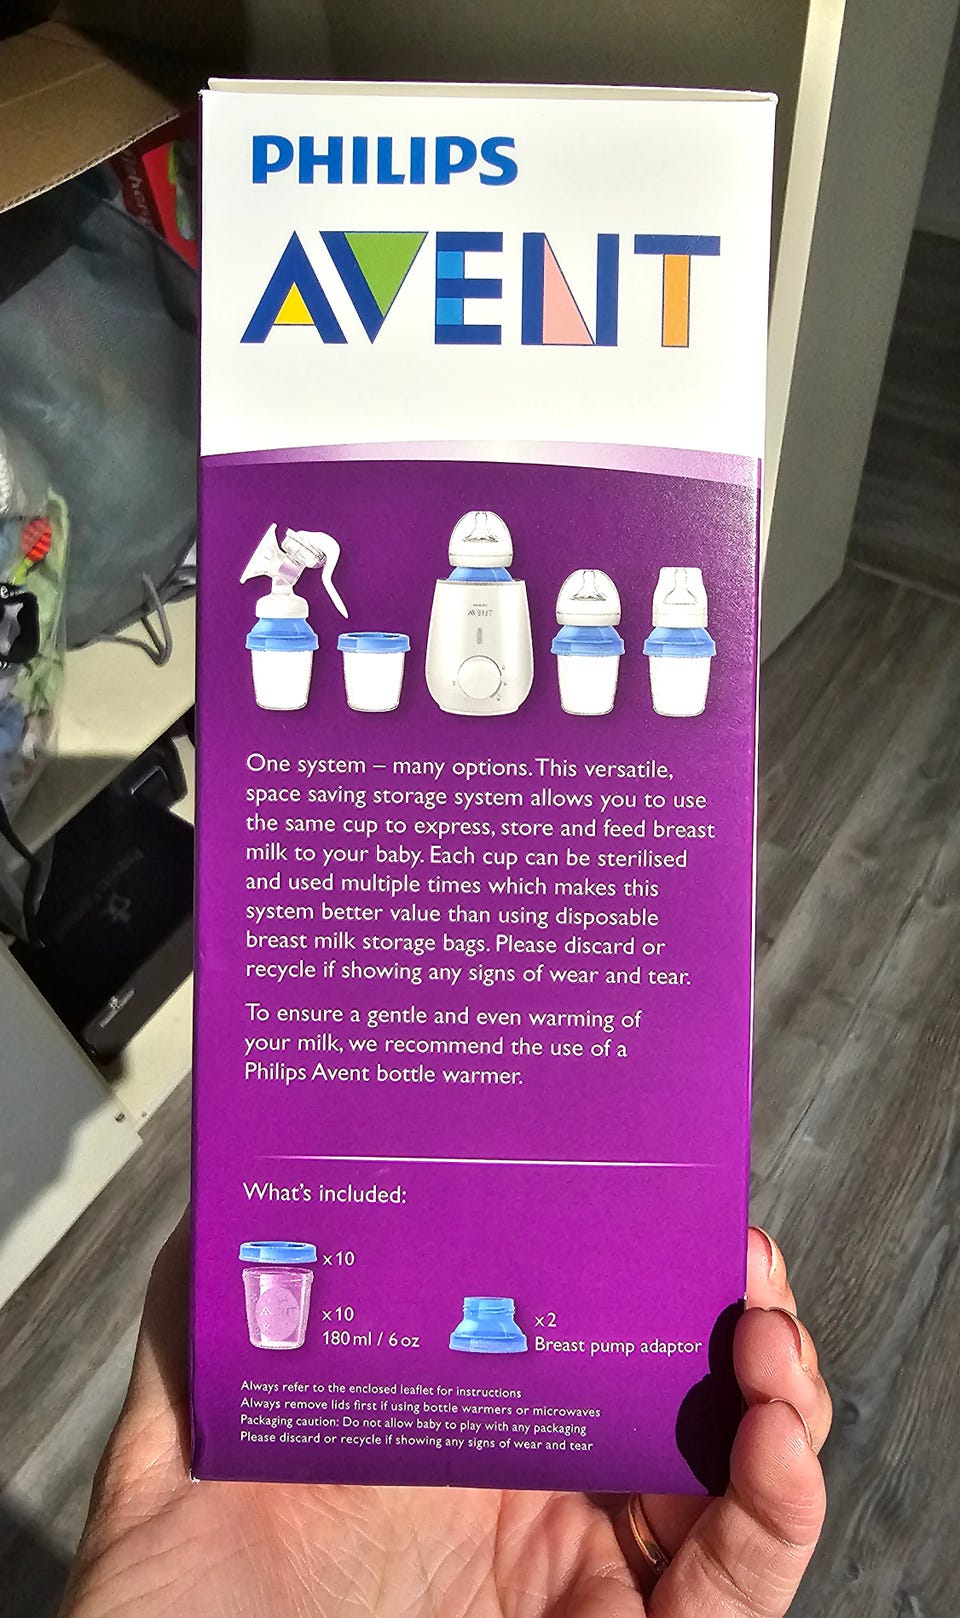 PHILIPS
AVENT
PHILIPS
AVENT
One system – many options. This versatile,
space saving storage system allows you to use
the same cup to express, store and feed breast
milk to your baby. Each cup can be sterilised
and used multiple times which makes this
system better value than using disposable
breast milk storage bags. Please discard or
recycle if showing any signs of wear and tear.
To ensure a gentle and even warming of
your milk, we recommend the use of a
Philips Avent bottle warmer.
What's included:
x10
AVENT
x10
180ml / 6oz
x2
Breast pump adaptor
Always refer to the enclosed leaflet for instructions
Always remove lids first if using bottle warmers or microwaves
Packaging caution: Do not allow baby to play with any packaging
Please discard or recycle if showing any signs of wear and tear